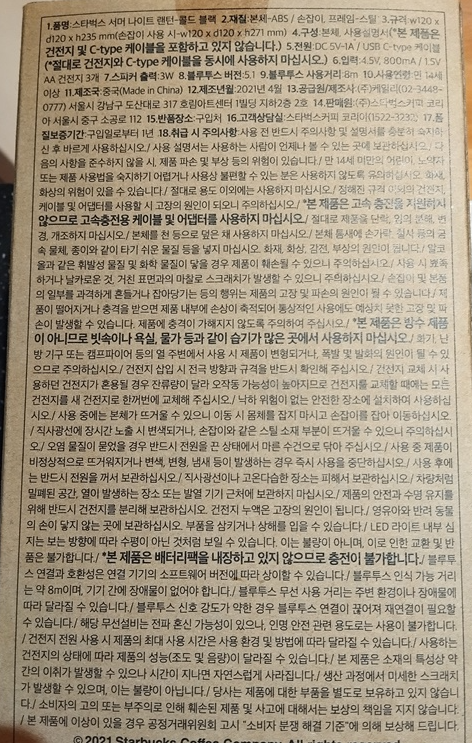 1.품명:스타벅스 서머 나이트 랜턴-콜드 블랙 2.재질:본체-ABS / 손잡이, 프레임-스틸 3.규격:w120 x
d120 x h235 mm(손잡이 사용 시-w120 x d120 x h271 mm) 4.구성:본체, 사용설명서(*본 제품은
건전지 및 C-type 케이블을 포함하고 있지 않습니다.) 5.전원:DC 5V-1A / USB C-type 케이블
(*절대로 건전지와 C-type 케이블을 동시에 사용하지 마십시오.) 6.입력:4.5V, 800mA / 1.5V
AA 건전지 3개 7.스피커 출력:3W 8.블루투스 버전:5.1 9.블루투스 사용거리:8m 10.사용연령:만 14세
이상 11.제조국:중국(Made in China) 12.제조년월:2021년 4월 13.공급원/제조사:(주)케이림(02-3448-
0777) 서울시 강남구 도산대로 317 호림아트센터 1빌딩 지하2층 2호 14.판매원:(주)스타벅스커피 코리
아 서울시 중구 소공로 112 15.반품장소:구입처 16.고객상담실:스타벅스커피 코리아(1522-3232) 17.품
질보증기간:구입일로부터 1년 18.취급 시 주의사항:사용 전 반드시 주의사항 및 설명서를 충분히 숙지하
신 후 바르게 사용하십시오./ 사용 설명서는 사용하는 사람이 언제나 볼 수 있는 곳에 보관하십시오./ 다
음의 사항을 준수하지 않을 시, 제품 파손 및 부상 등의 위험이 있습니다./ 만 14세 미만의 어린이, 노약자
또는 제품 사용법을 숙지하기 어렵거나 사용상 불편할 수 있는 분은 사용하지 않도록 유의하십시오. 화재,
화상의 위험이 있을 수 있습니다./ 절대로 용도 이외에는 사용하지 마십시오./ 정해진 규격 이외의 건전지,
케이블 및 어댑터를 사용할 시 고장의 원인이 되오니 주의하십시오./ *본 제품은 고속 충전을 지원하지
않으므로 고속충전용 케이블 및 어댑터를 사용하지 마십시오./ 절대로 제품을 단락, 임의 분해, 변
경, 개조하지 마십시오./ 본체를 천 등으로 덮은 채 사용하지 마십시오./ 본체 틈새에 손가락, 철사 등의 금
속 물체, 종이와 같이 타기 쉬운 물질 등을 넣지 마십시오. 화재, 화상, 감전, 부상의 원인이 됩니다./ 알코
올과 같은 휘발성 물질 및 화학 물질이 닿을 경우 제품이 훼손될 수 있으니 주의하십시오./ 사용 시 뾰족
하거나 날카로운 것, 거친 표면과의 마찰로 스크래치가 발생할 수 있으니 주의하십시오./ 손잡이 및 본품
의 일부를 과격하게 흔들거나 잡아당기는 등의 행위는 제품의 고장 및 파손의 원인이 될 수 있습니다./ 제
품이 떨어지거나 충격을 받으면 제품 내부에 손상이 축적되어 통상적인 사용에도 예상치 못한 고장 및 파
손이 발생할 수 있습니다. 제품에 충격이 가해지지 않도록 주의하여 주십시오./ *본 제품은 방수 제품
이 아니므로 빗속이나 욕실, 물가 등과 같이 습기가 많은 곳에서 사용하지 마십시오./ 화기, 난
방 기구 또는 캠프파이어 등의 열 주변에서 사용 시 제품이 변형되거나, 폭발 및 발화의 원인이 될 수 있
으므로 주의하십시오./ 건전지 삽입 시 전극 방향과 규격을 반드시 확인해 주십시오./ 건전지 교체 시 사
용하던 건전지가 혼용될 경우 잔류량이 달라 오작동 가능성이 높아지므로 건전지를 교체할 때에는 모든
건전지를 새 건전지로 한꺼번에 교체해 주십시오./ 낙하 위험이 없는 안전한 장소에 설치하여 사용하십
시오./ 사용 중에는 본체가 뜨거울 수 있으니 이동 시 몸체를 잡지 마시고 손잡이를 잡아 이동하십시오
./ 직사광선에 장시간 노출 시 변색되거나, 손잡이와 같은 스틸 소재 부분이 뜨거울 수 있으니 주의하십시
오./ 오염 물질이 묻었을 경우 반드시 전원을 끈 상태에서 마른 수건으로 닦아 주십시오./ 사용 중 제품이
비정상적으로 뜨거워지거나 변색, 변형, 냄새 등이 발생하는 경우 즉시 사용을 중단하십시오./ 사용 후에
는 반드시 전원을 꺼서 보관하십시오./ 직사광선이나 고온다습한 장소는 피해서 보관하십시오./ 차량처럼
밀폐된 공간, 열이 발생하는 장소 또는 발열 기기 근처에 보관하지 마십시오./ 제품의 안전과 수명 유지를
위해 반드시 건전지를 분리해 보관하십시오. 건전지 누액은 고장의 원인이 됩니다./ 영유아와 반려 동물
의 손이 닿지 않는 곳에 보관하십시오. 부품을 삼키거나 상해를 입을 수 있습니다./ LED 라이트 내부 심
지는 보는 방향에 따라 수평이 아닌 것처럼 보일 수 있습니다. 이는 불량이 아니며, 이로 인한 교환 및 반
품은 불가합니다./ *본 제품은 배터리팩을 내장하고 있지 않으므로 충전이 불가합니다./ 블루투
스 연결과 호환성은 연결 기기의 소프트웨어 버전에 따라 상이할 수 있습니다./ 블루투스 인식 가능 거리
는 약 8m이며, 기기 간에 장애물이 없어야 합니다./ 블루투스 무선 사용 거리는 주변 환경이나 장애물에
따라 달라질 수 있습니다./ 블루투스 신호 강도가 약한 경우 블루투스 연결이 끊어져 재연결이 필요할
수 있습니다./ 해당 무선설비는 전파 혼신 가능성이 있으나, 인명 안전 관련 용도로는 사용이 불가합니다.
/ 건전지 전원 사용 시 제품의 최대 사용 시간은 사용 환경 및 방법에 따라 달라질 수 있습니다./ 사용하는
건전지의 상태에 따라 제품의 성능(조도 및 음량)이 달라질 수 있습니다./ 본 제품은 소재의 특성상 약
간의 이취가 발생할 수 있으나 시간이 지나면 자연스럽게 사라집니다./ 생산 과정에서 미세한 스크래치
가 발생할 수 있으며, 이는 불량이 아닙니다./ 당사는 제품에 대한 부품을 별도로 보유하고 있지 않습니
다./ 소비자의 고의 또는 부주의로 인해 훼손된 제품 및 사고에 대해서는 보상의 책임을 지지 않습니다.
/ 본 제품에 이상이 있을 경우 공정거래위원회 고시 "소비자 분쟁 해결 기준"에 의해 보상해 드립니다.
© 2021 Starbucks Coffee Company. All rights reserved.